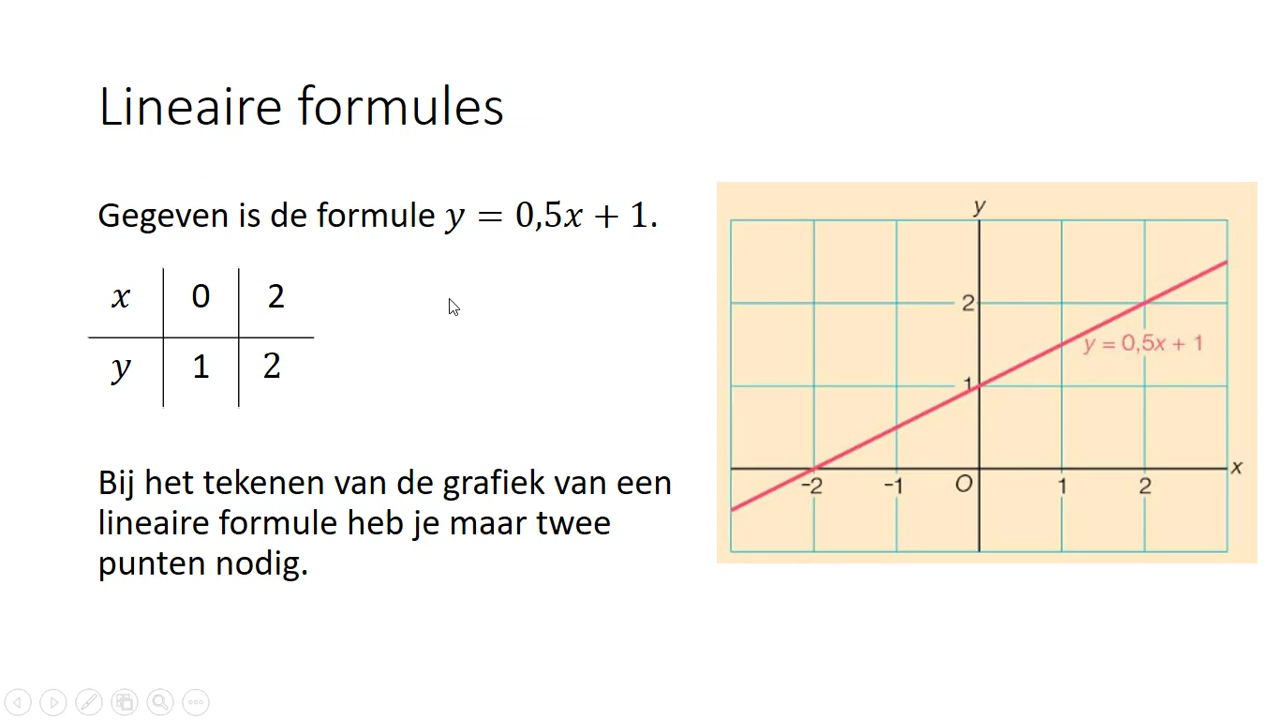 Lineaire formules
Gegeven is de formule y = 0,5x + 1.
x 0 2
y 1 2
Bij het tekenen van de grafiek van een
lineaire formule heb je maar twee
punten nodig.
y
2
y = 0,5x + 1
1
x
-2 -1 O 1 2